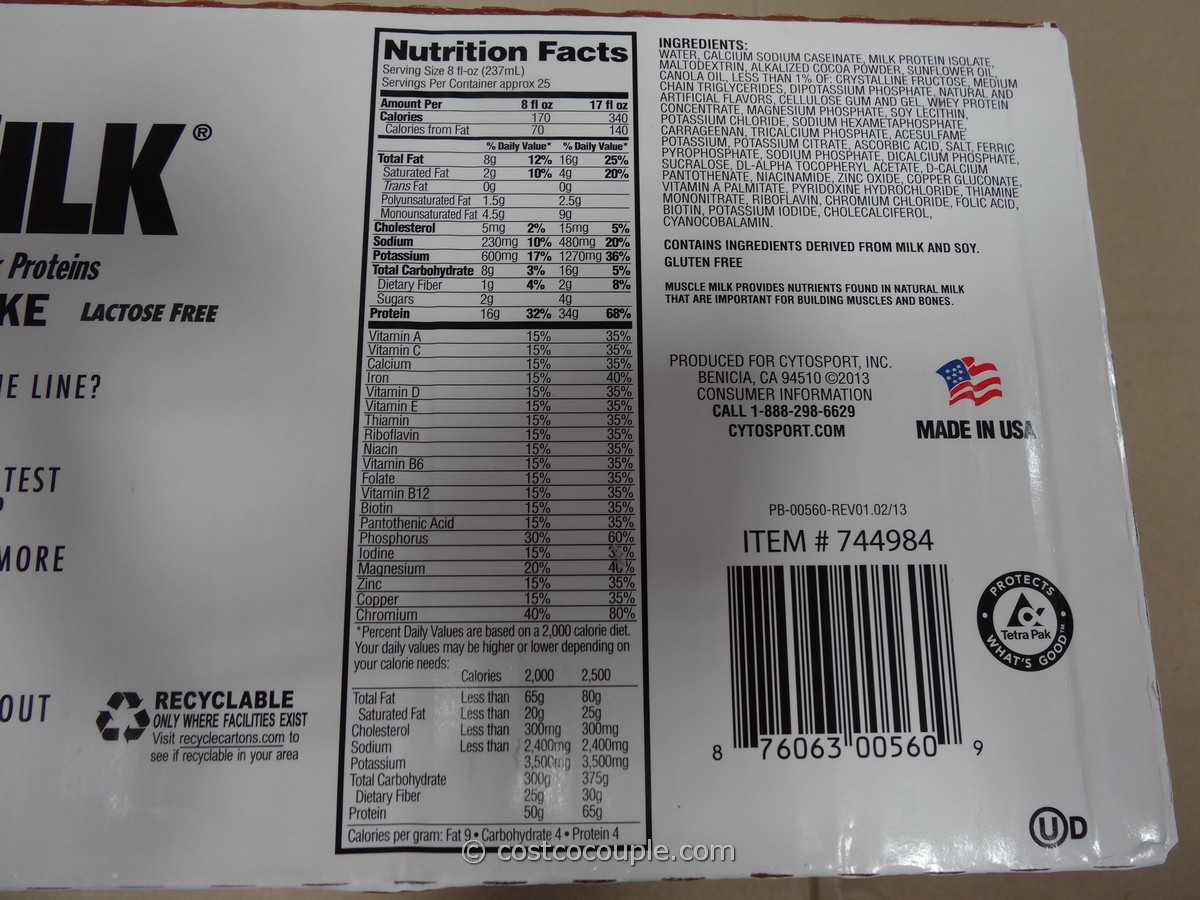 ILK®
Proteins
KE LACTOSE FREE
E LINE?
TEST
MORE
OUT
RECYCLABLE
ONLY WHERE FACILITIES EXIST
Visit recyclecartons.com to
see if recyclable in your area
Nutrition Facts
Serving Size 8 fl-oz (237mL)
Servings Per Container approx 25
Amount Per 8 fl oz 17 fl oz
Calories 170 340
Calories from Fat 70 140
% Daily Value* % Daily Value*
Total Fat 8g 12% 16g 25%
Saturated Fat 2g 10% 4g 20%
Trans Fat 0g 0g
Polyunsaturated Fat 1.5g 2.5g
Monounsaturated Fat 4.5g 9g
Cholesterol 5mg 2% 15mg 5%
Sodium 230mg 10% 480mg 20%
Potassium 600mg 17% 1270mg 36%
Total Carbohydrate 8g 3% 16g 5%
Dietary Fiber 1g 4% 2g 8%
Sugars 2g 4g
Protein 16g 32% 34g 68%
Vitamin A 15% 35%
Vitamin C 15% 35%
Calcium 15% 35%
Iron 15% 40%
Vitamin D 15% 35%
Vitamin E 15% 35%
Thiamin 15% 35%
Riboflavin 15% 35%
Niacin 15% 35%
Vitamin B6 15% 35%
Folate 15% 35%
Vitamin B12 15% 35%
Biotin 15% 35%
Pantothenic Acid 15% 35%
Phosphorus 30% 60%
Iodine 15% 35%
Magnesium 20% 40%
Zinc 15% 35%
Copper 15% 35%
Chromium 40% 80%
*Percent Daily Values are based on a 2,000 calorie diet.
Your daily values may be higher or lower depending on
your calorie needs:
Calories 2,000 2,500
Total Fat Less than 65g 80g
Saturated Fat Less than 20g 25g
Cholesterol Less than 300mg 300mg
Sodium Less than 2,400mg 2,400mg
Potassium 3,500mg 3,500mg
Total Carbohydrate 300g 375g
Dietary Fiber 25g 30g
Protein 50g 65g
Calories per gram: Fat 9 • Carbohydrate 4 • Protein 4
INGREDIENTS:
WATER, CALCIUM SODIUM CASEINATE, MILK PROTEIN ISOLATE,
MALTODEXTRIN, ALKALIZED COCOA POWDER, SUNFLOWER OIL,
CANOLA OIL, LESS THAN 1% OF: CRYSTALLINE FRUCTOSE, MEDIUM
CHAIN TRIGLYCERIDES, DIPOTASSIUM PHOSPHATE, NATURAL AND
ARTIFICIAL FLAVORS, CELLULOSE GUM AND GEL, WHEY PROTEIN
CONCENTRATE, MAGNESIUM PHOSPHATE, SOY LECITHIN,
POTASSIUM CHLORIDE, SODIUM HEXAMETAPHOSPHATE,
CARRAGEENAN, TRICALCIUM PHOSPHATE, ACESULFAME
POTASSIUM, POTASSIUM CITRATE, ASCORBIC ACID, SALT, FERRIC
PYROPHOSPHATE, SODIUM PHOSPHATE, DICALCIUM PHOSPHATE,
SUCRALOSE, DL-ALPHA TOCOPHERYL ACETATE, D-CALCIUM
PANTOTHENATE, NIACINAMIDE, ZINC OXIDE, COPPER GLUCONATE,
VITAMIN A PALMITATE, PYRIDOXINE HYDROCHLORIDE, THIAMINE
MONONITRATE, RIBOFLAVIN, CHROMIUM CHLORIDE, FOLIC ACID,
BIOTIN, POTASSIUM IODIDE, CHOLECALCIFEROL,
CYANOCOBALAMIN.
CONTAINS INGREDIENTS DERIVED FROM MILK AND SOY.
GLUTEN FREE
MUSCLE MILK PROVIDES NUTRIENTS FOUND IN NATURAL MILK
THAT ARE IMPORTANT FOR BUILDING MUSCLES AND BONES.
PRODUCED FOR CYTOSPORT, INC.
BENICIA, CA 94510 ©2013
CONSUMER INFORMATION
CALL 1-888-298-6629
CYTOSPORT.COM
MADE IN USA
PB-00560-REV01.02/13
ITEM # 744984
8 76063 00560 9
PROTECTS
Tetra Pak
WHAT'S GOOD™
UD
© costcocouple.com